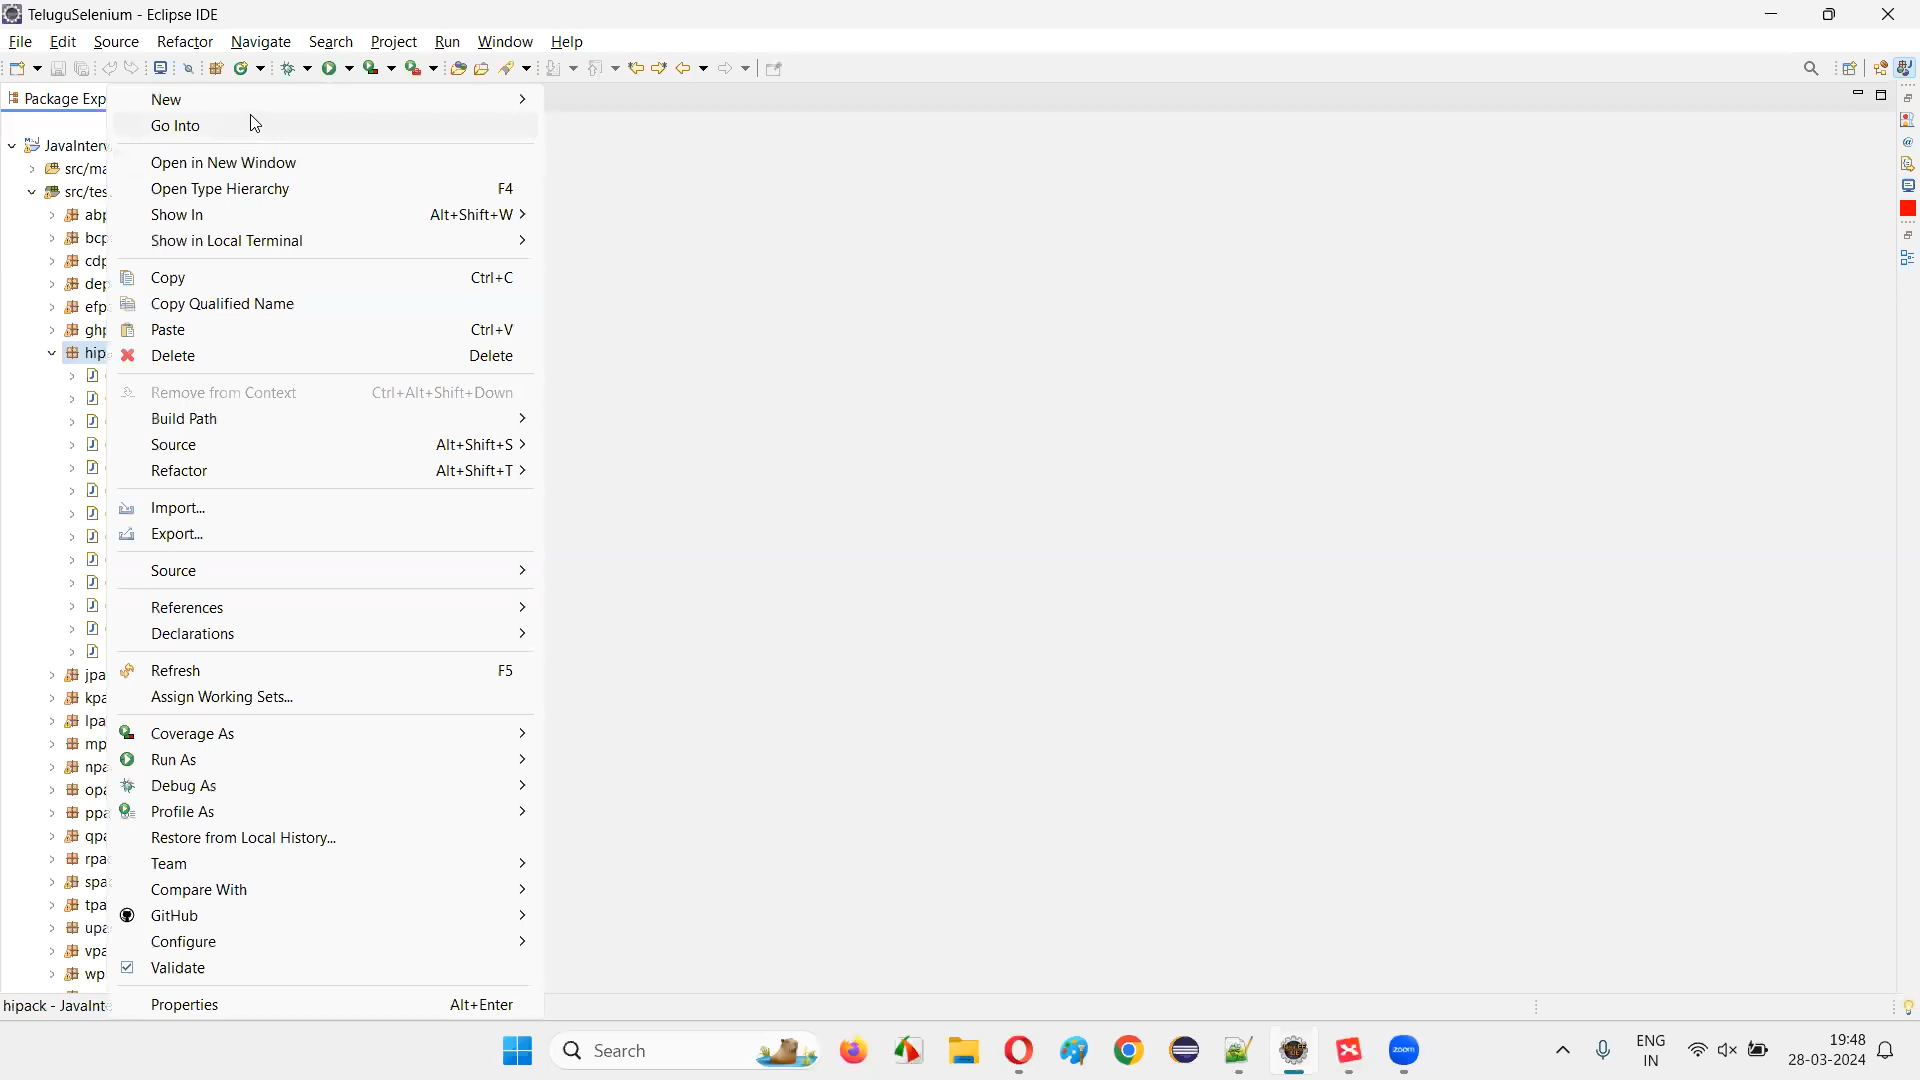 TeluguSelenium - Eclipse IDE
File Edit Source Refactor Navigate Search Project Run Window Help
Package Exp
New
Go Into
Open in New Window
Open Type Hierarchy F4
Show In Alt+Shift+W
Show in Local Terminal
Copy Ctrl+C
Copy Qualified Name
Paste Ctrl+V
Delete Delete
Remove from Context Ctrl+Alt+Shift+Down
Build Path
Source Alt+Shift+S
Refactor Alt+Shift+T
Import...
Export...
Source
References
Declarations
Refresh F5
Assign Working Sets...
Coverage As
Run As
Debug As
Profile As
Restore from Local History...
Team
Compare With
GitHub
Configure
Validate
Properties Alt+Enter
JavaInterv
src/ma
src/tes
abp
bcp
cdp
dep
efp
ghp
hip
jpa
kpa
lpa
mp
npa
opa
ppa
qpa
rpa
spa
tpa
upa
vpa
wp
hipack - JavaInte
Search
zoom
ENG
IN
19:48
28-03-2024